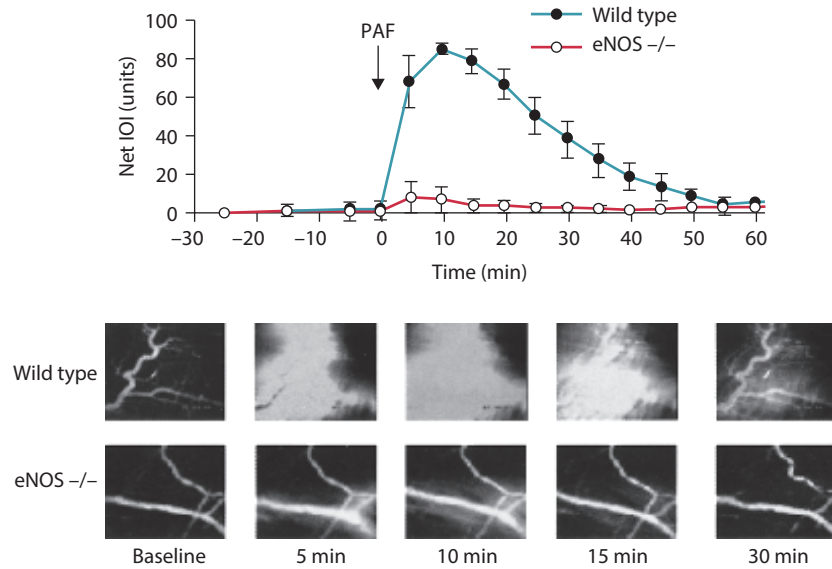 Wild type
eNOS –/–
PAF
Net IOI (units)
100
80
60
40
20
0
–30
–20
–10
0
10
20
30
40
50
60
Time (min)
Wild type
eNOS –/–
Baseline
5 min
10 min
15 min
30 min